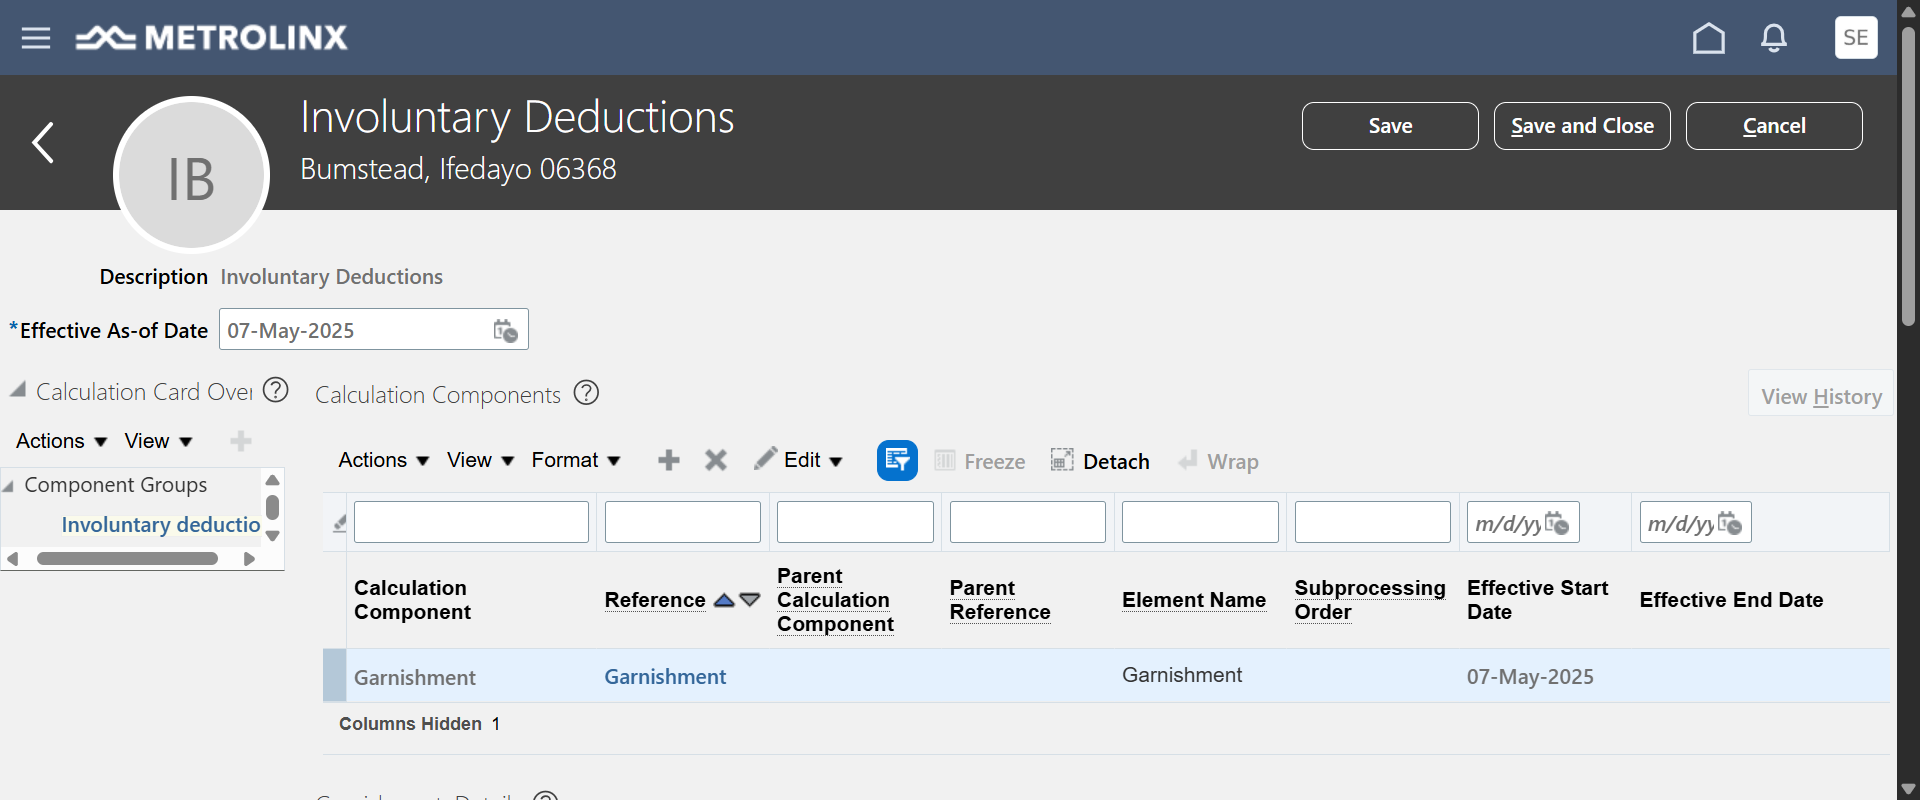 METROLINX
SE
IB
Involuntary Deductions
Bumstead, Ifedayo 06368
Save
Save and Close
Cancel
Description Involuntary Deductions
*Effective As-of Date 07-May-2025
Calculation Card Over
Actions View
Component Groups
Involuntary deductio
Calculation Components
View History
Actions View Format Edit Freeze Detach Wrap
m/d/yy m/d/yy
Calculation Component
Reference
Parent Calculation Component
Parent Reference
Element Name
Subprocessing Order
Effective Start Date
Effective End Date
Garnishment Garnishment Garnishment 07-May-2025
Columns Hidden 1